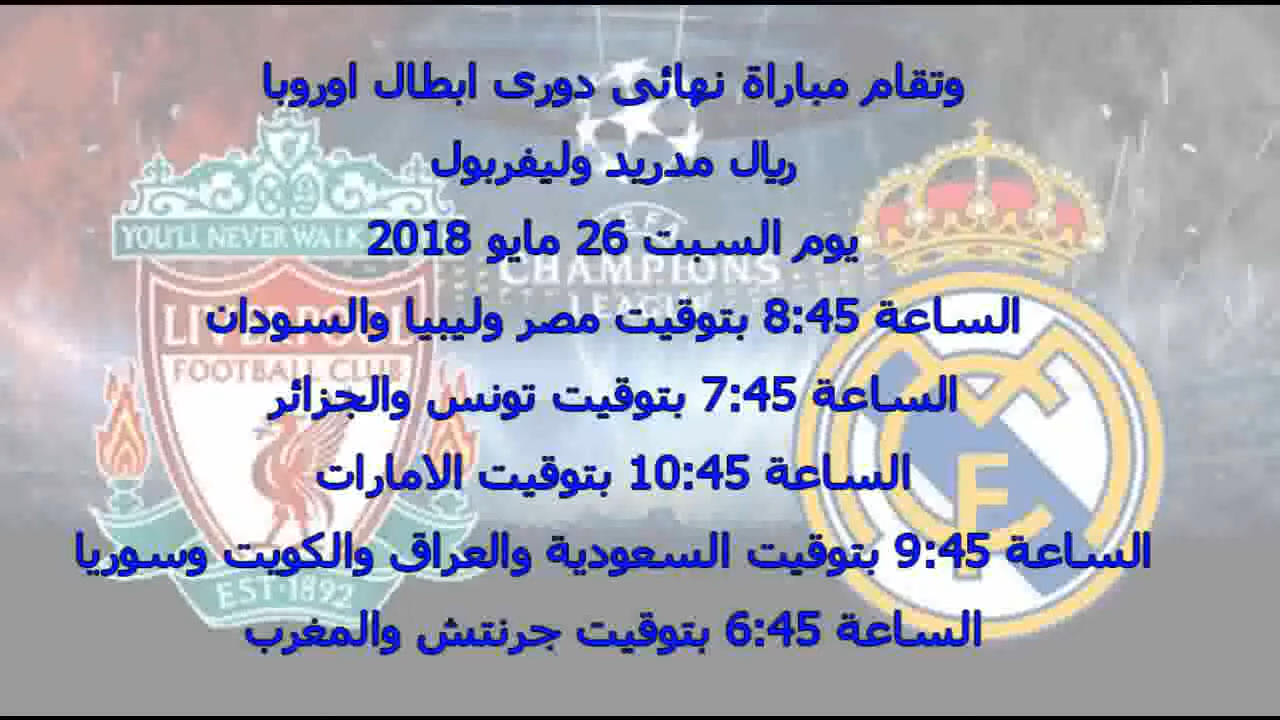 وتقام مباراة نهائى دورى ابطال اوروبا
ريال مدريد وليفربول
يوم السبت 26 مايو 2018
الساعة 8:45 بتوقيت مصر وليبيا والسودان
الساعة 7:45 بتوقيت تونس والجزائر
الساعة 10:45 بتوقيت الامارات
الساعة 9:45 بتوقيت السعودية والعراق والكويت وسوريا
الساعة 6:45 بتوقيت جرنتش والمغرب
YOU'LL NEVER WALK
LIVERPOOL
FOOTBALL CLUB
EST·1892
CHAMPIONS
LEAGUE